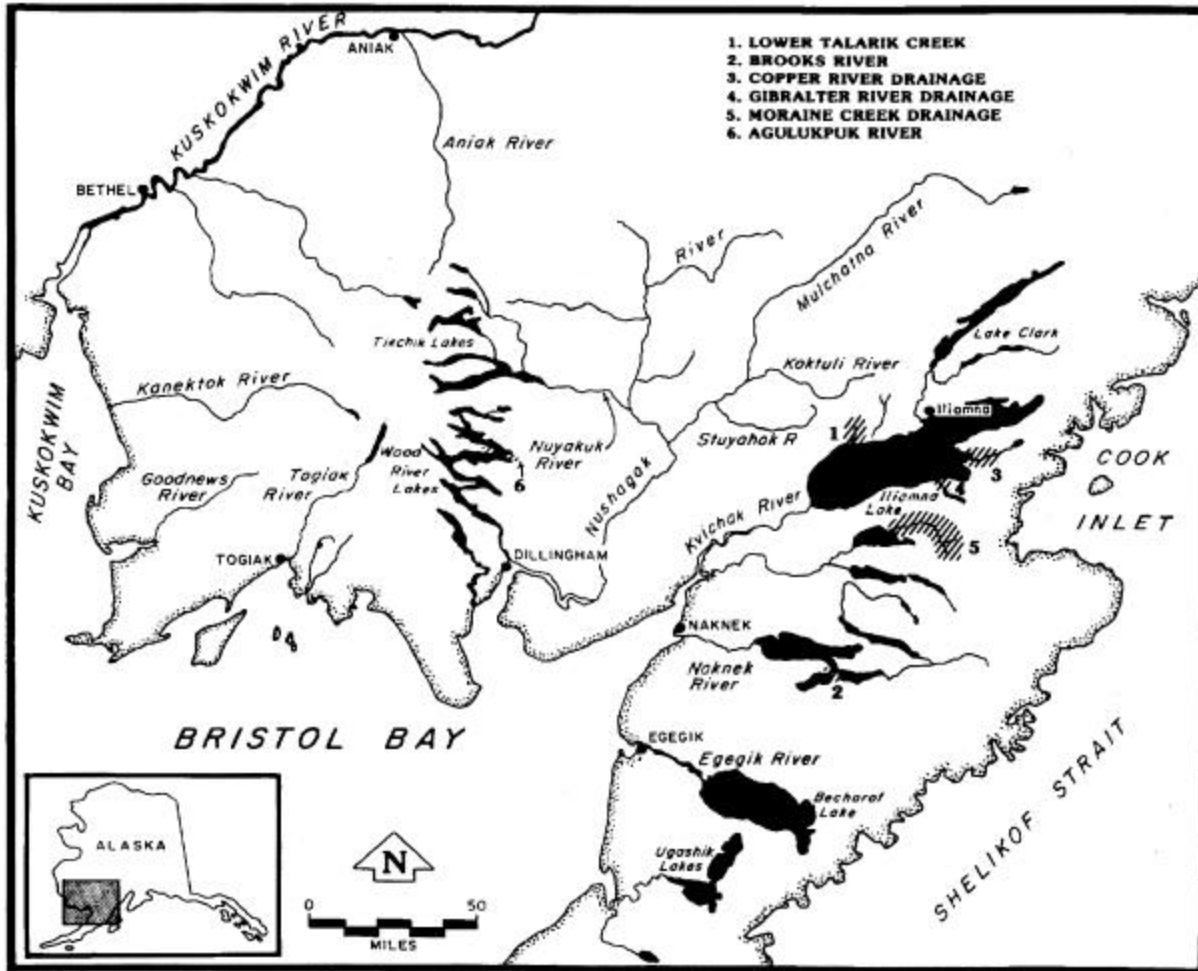 KUSKOKWIM RIVER
ANIAK
1. LOWER TALARIK CREEK
2. BROOKS RIVER
3. COPPER RIVER DRAINAGE
4. GIBRALTER RIVER DRAINAGE
5. MORAINE CREEK DRAINAGE
6. AGULUKPUK RIVER
Aniak River
BETHEL
River
Mulchatna River
Tikchik Lakes
Lake Clark
Koktuli River
Kanektok River
Iliamna
1
Stuyahok R
Nuyakuk
River
KUSKOKWIM
BAY
Goodnews
River
Togiak
River
Wood
River
Lakes
6
Nushagak
3
4
COOK
INLET
Iliamna
Lake
Kvichak River
5
TOGIAK
DILLINGHAM
NAKNEK
Naknek
River
2
BRISTOL BAY
EGEGIK
Egegik River
Becharof
Lake
SHELIKOF STRAIT
Ugashik
Lakes
ALASKA
N
0
50
MILES